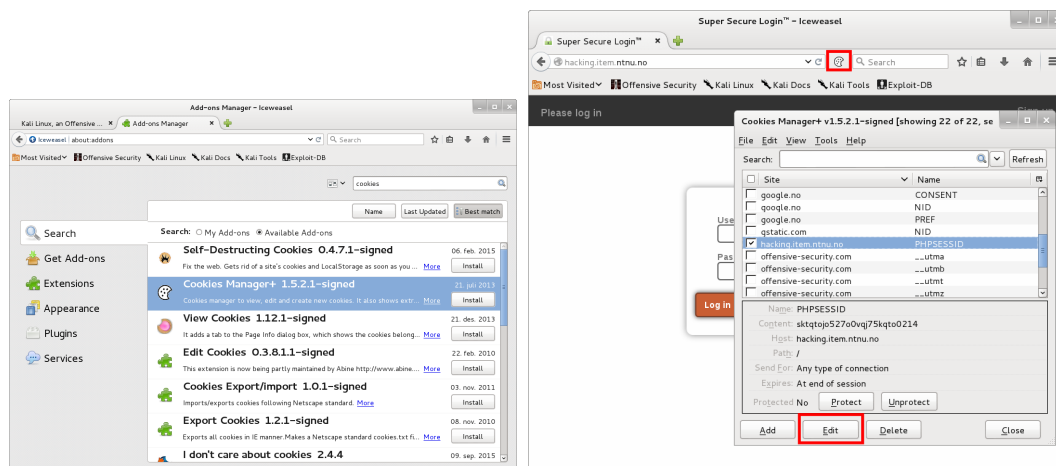 Add-ons Manager - Iceweasel
Kali Linux, an Offensive ... × Add-ons Manager ×
Iceweasel about:addons Search
Most Visited Offensive Security Kali Linux Kali Docs Kali Tools Exploit-DB
cookies
Name Last Updated Best match
Search: My Add-ons Available Add-ons
Search
Get Add-ons
Extensions
Appearance
Plugins
Services
Self-Destructing Cookies 0.4.7.1-signed 06. feb. 2015
Fix the web. Gets rid of a site's cookies and LocalStorage as soon as you ... More Install
Cookies Manager+ 1.5.2.1-signed 21. juli 2013
Cookies manager to view, edit and create new cookies. It also shows extr... More Install
View Cookies 1.12.1-signed 21. des. 2013
It adds a tab to the Page Info dialog box, which shows the cookies belong... More Install
Edit Cookies 0.3.8.1.1-signed 22. feb. 2010
This extension is now being partly maintained by Abine http://www.abine.... More Install
Cookies Export/import 1.0.1-signed 03. nov. 2011
Imports/exports cookies following Netscape standard. More Install
Export Cookies 1.2.1-signed 08. nov. 2010
Exports all cookies in IE manner.Makes a Netscape standard cookies.txt fi... More Install
I don't care about cookies 2.4.4 09. sep. 2015
Super Secure Login™ - Iceweasel
Super Secure Login™ ×
hacking.item.ntnu.no Search
Most Visited Offensive Security Kali Linux Kali Docs Kali Tools Exploit-DB
Please log in
Use
Pas
Log in
Cookies Manager+ v1.5.2.1-signed [showing 22 of 22, se
File Edit View Tools Help
Search: Refresh
Site Name
google.no CONSENT
google.no NID
google.no PREF
gstatic.com NID
hacking.item.ntnu.no PHPSESSID
offensive-security.com __utma
offensive-security.com __utmb
offensive-security.com __utmt
offensive-security.com __utmz
Name: PHPSESSID
Content: sktqtojo527o0vqj75kqto0214
Host: hacking.item.ntnu.no
Path: /
Send For: Any type of connection
Expires: At end of session
Protected No Protect Unprotect
Add Edit Delete Close